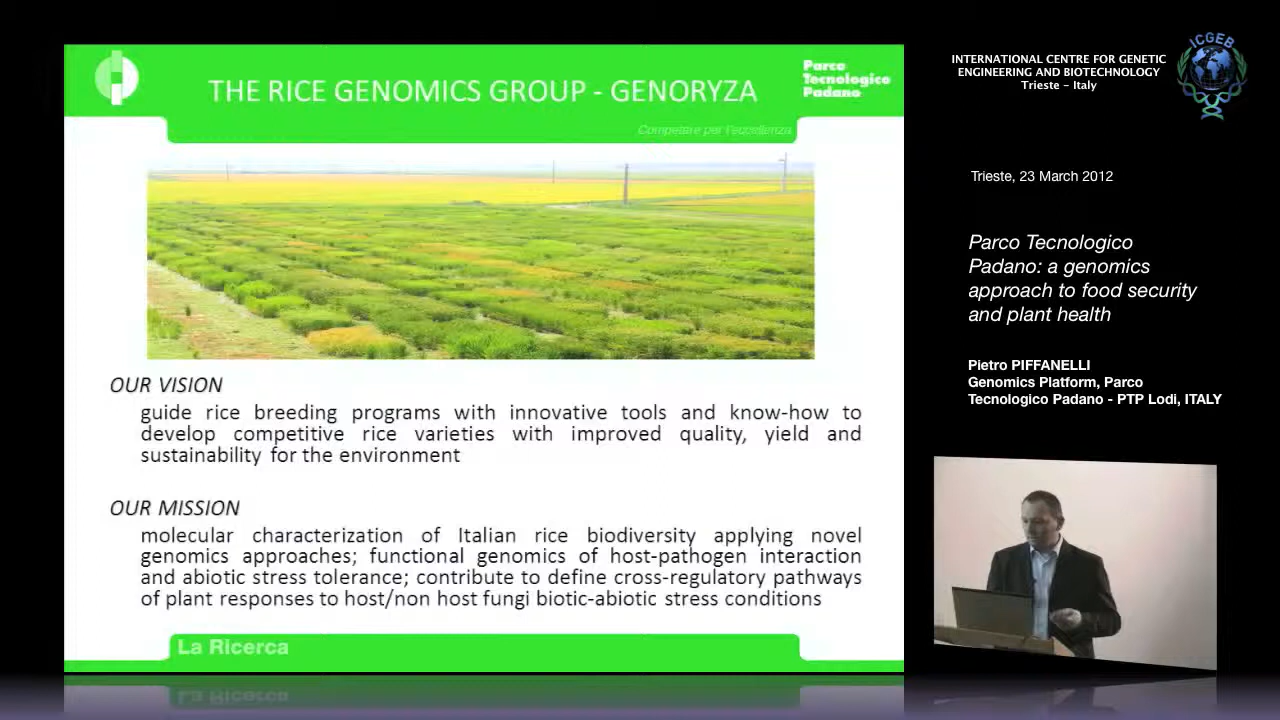 THE RICE GENOMICS GROUP - GENORYZA
Parco
Tecnologico
Padano
Competere per l'eccellenza
OUR VISION
guide rice breeding programs with innovative tools and know-how to
develop competitive rice varieties with improved quality, yield and
sustainability for the environment
OUR MISSION
molecular characterization of Italian rice biodiversity applying novel
genomics approaches; functional genomics of host-pathogen interaction
and abiotic stress tolerance; contribute to define cross-regulatory pathways
of plant responses to host/non host fungi biotic-abiotic stress conditions
La Ricerca
INTERNATIONAL CENTRE FOR GENETIC
ENGINEERING AND BIOTECHNOLOGY
Trieste - Italy
ICGEB
Trieste, 23 March 2012
Parco Tecnologico
Padano: a genomics
approach to food security
and plant health
Pietro PIFFANELLI
Genomics Platform, Parco
Tecnologico Padano - PTP Lodi, ITALY